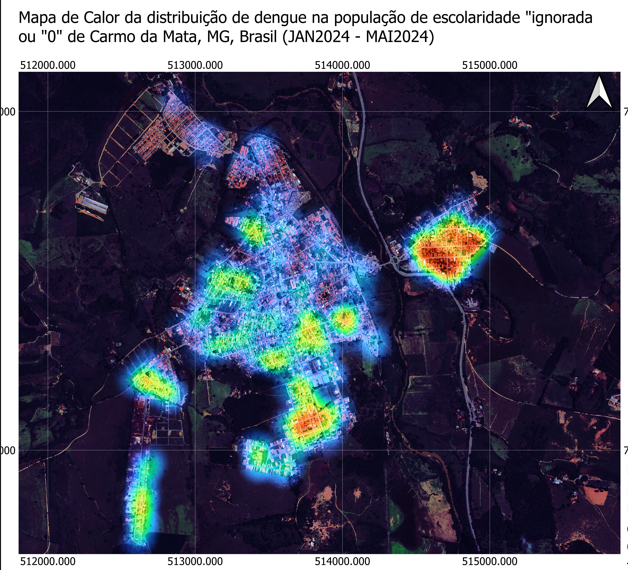 Mapa de Calor da distribuição de dengue na população de escolaridade "ignorada
ou "0" de Carmo da Mata, MG, Brasil (JAN2024 - MAI2024)
512000.000 513000.000 514000.000 515000.000
000 7
000 7
512000.000 513000.000 514000.000 515000.000